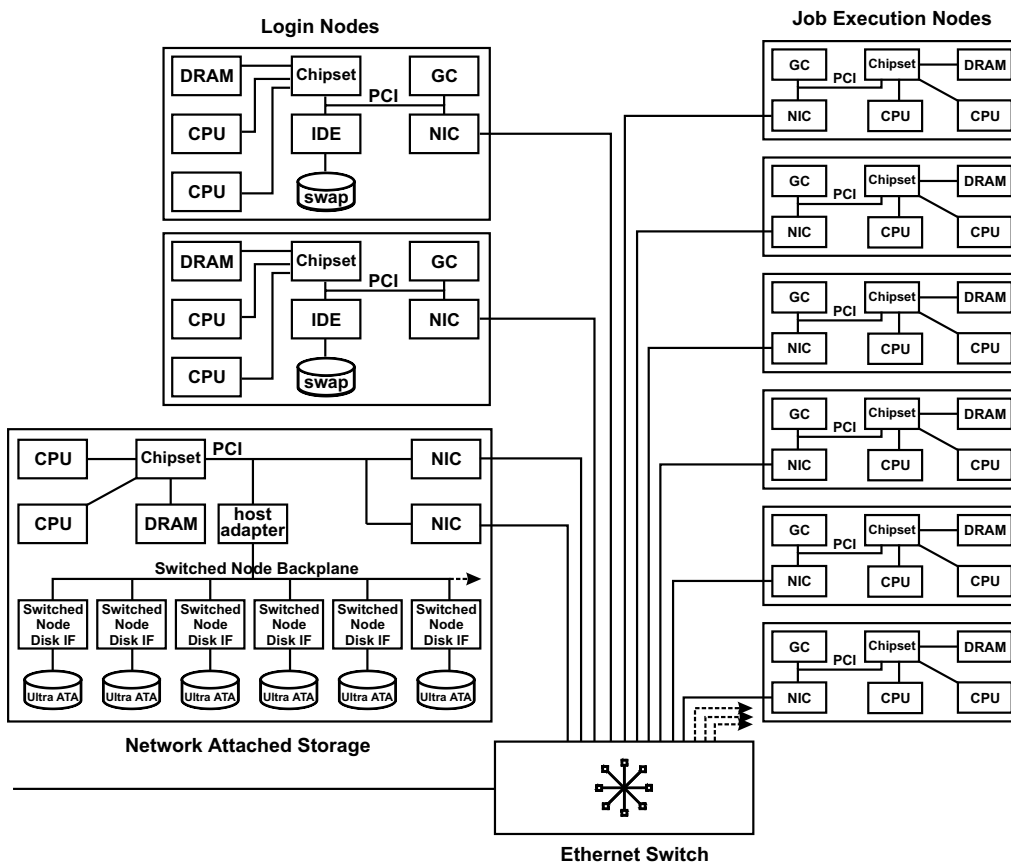 Login Nodes
DRAM
Chipset
GC
PCI
CPU
IDE
NIC
CPU
swap
DRAM
Chipset
GC
PCI
CPU
IDE
NIC
CPU
swap
CPU
Chipset
PCI
NIC
CPU
DRAM
host
adapter
NIC
Switched Node Backplane
Switched
Node
Disk IF
Switched
Node
Disk IF
Switched
Node
Disk IF
Switched
Node
Disk IF
Switched
Node
Disk IF
Switched
Node
Disk IF
Ultra ATA
Ultra ATA
Ultra ATA
Ultra ATA
Ultra ATA
Ultra ATA
Network Attached Storage
Job Execution Nodes
GC
Chipset
DRAM
PCI
NIC
CPU
CPU
GC
Chipset
DRAM
PCI
NIC
CPU
CPU
GC
Chipset
DRAM
PCI
NIC
CPU
CPU
GC
Chipset
DRAM
PCI
NIC
CPU
CPU
GC
Chipset
DRAM
PCI
NIC
CPU
CPU
GC
Chipset
DRAM
PCI
NIC
CPU
CPU
Ethernet Switch